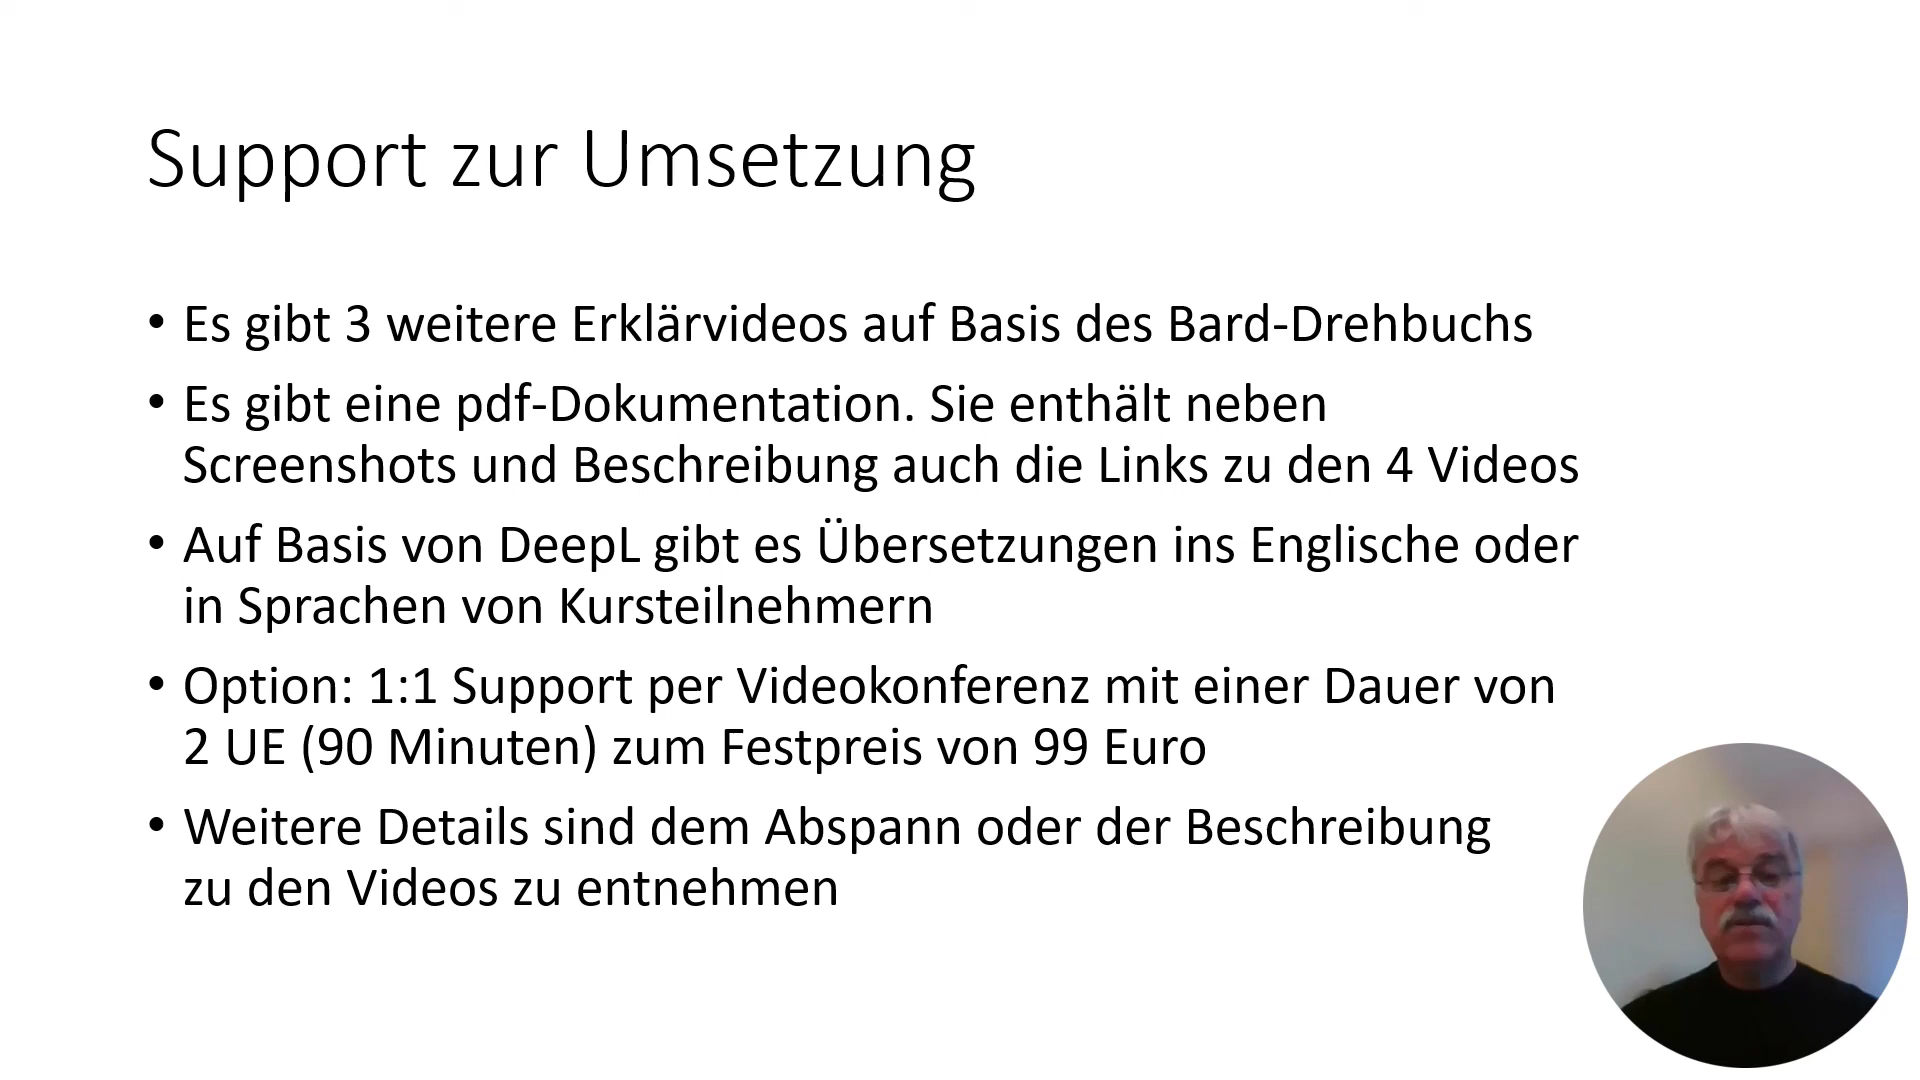 Support zur Umsetzung
• Es gibt 3 weitere Erklärvideos auf Basis des Bard-Drehbuchs
• Es gibt eine pdf-Dokumentation. Sie enthält neben
Screenshots und Beschreibung auch die Links zu den 4 Videos
• Auf Basis von DeepL gibt es Übersetzungen ins Englische oder
in Sprachen von Kursteilnehmern
• Option: 1:1 Support per Videokonferenz mit einer Dauer von
2 UE (90 Minuten) zum Festpreis von 99 Euro
• Weitere Details sind dem Abspann oder der Beschreibung
zu den Videos zu entnehmen